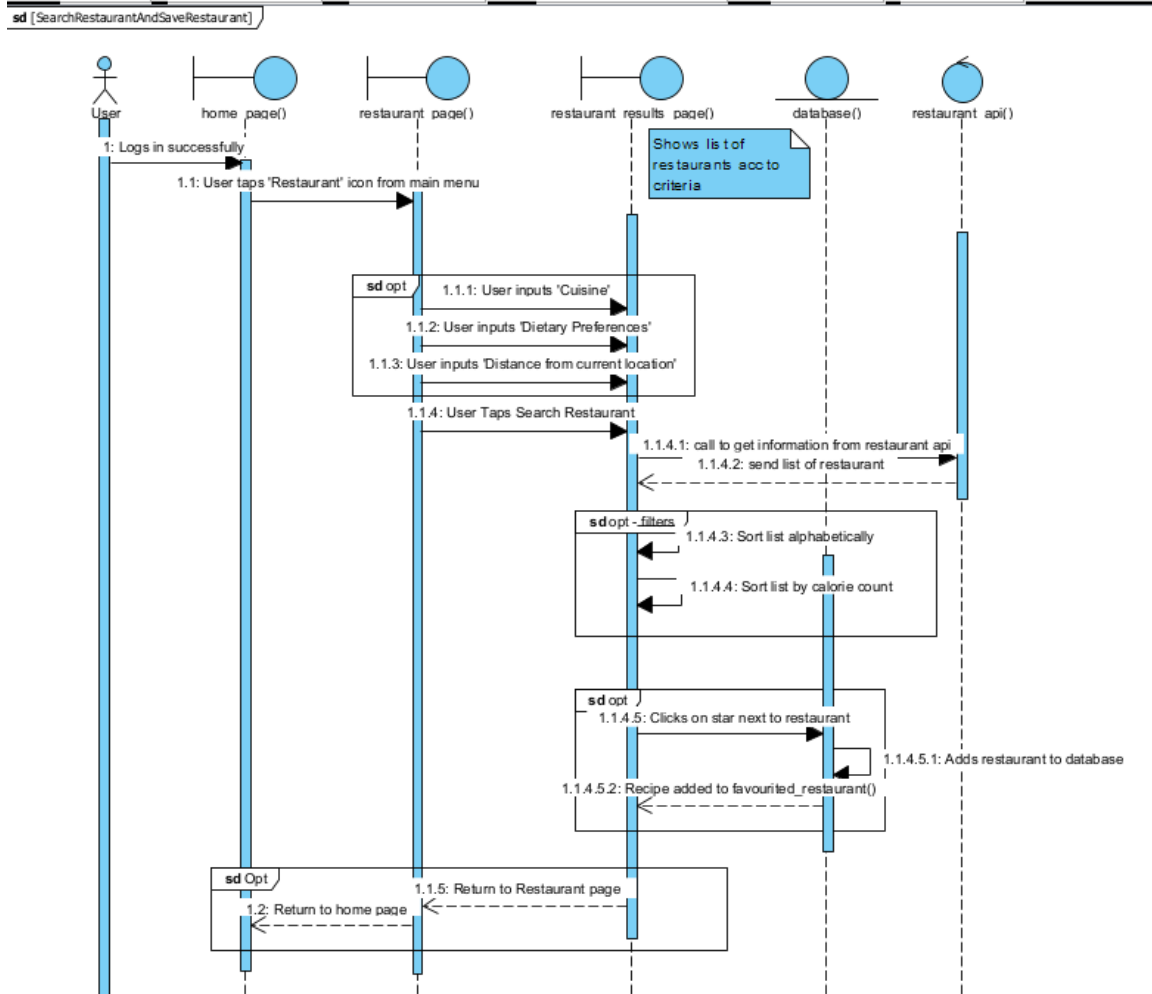 sd [SearchRestaurantAndSaveRestaurant]
User
home_page()
restaurant_page()
restaurant_results_page()
database()
restaurant_api()
Shows list of
restaurants acc to
criteria
1: Logs in successfully
1.1: User taps 'Restaurant' icon from main menu
sd opt
1.1.1: User inputs 'Cuisine'
1.1.2: User inputs 'Dietary Preferences'
1.1.3: User inputs 'Distance from current location'
1.1.4: User Taps Search Restaurant
1.1.4.1: call to get information from restaurant api
1.1.4.2: send list of restaurant
sd opt - filters
1.1.4.3: Sort list alphabetically
1.1.4.4: Sort list by calorie count
sd opt
1.1.4.5: Clicks on star next to restaurant
1.1.4.5.1: Adds restaurant to database
1.1.4.5.2: Recipe added to favourited_restaurant()
sd Opt
1.1.5: Return to Restaurant page
1.2: Return to home page